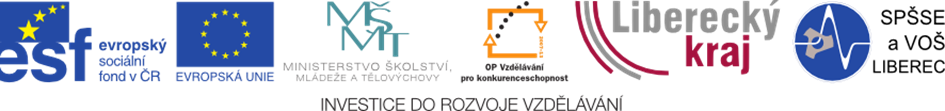 esf evropský
sociální
fond v ČR
EVROPSKÁ UNIE
MŠMT
MINISTERSTVO ŠKOLSTVÍ,
MLÁDEŽE A TĚLOVÝCHOVY
OP Vzdělávání
pro konkurenceschopnost
Liberecký
kraj
SPŠSE
a VOŠ
LIBEREC
INVESTICE DO ROZVOJE VZDĚLÁVÁNÍ